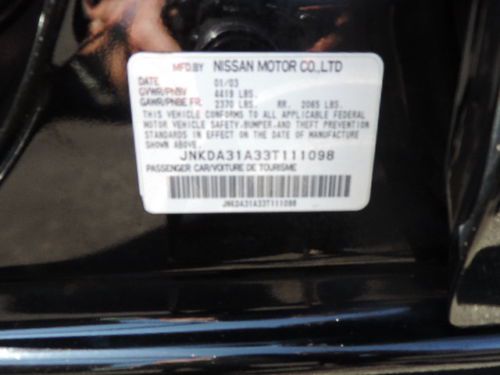 MFD.BY NISSAN MOTOR CO.,LTD
DATE 01/03
GVWR/PNBV 4419 LBS.
GAWR/PNBE FR. 2370 LBS. RR. 2065 LBS.
THIS VEHICLE CONFORMS TO ALL APPLICABLE FEDERAL
MOTOR VEHICLE SAFETY,BUMPER,AND THEFT PREVENTION
STANDARDS IN EFFECT ON THE DATE OF MANUFACTURE
SHOWN ABOVE.
JNKDA31A33T111098
PASSENGER CAR/VOITURE DE TOURISME
JNKDA31A33T111098